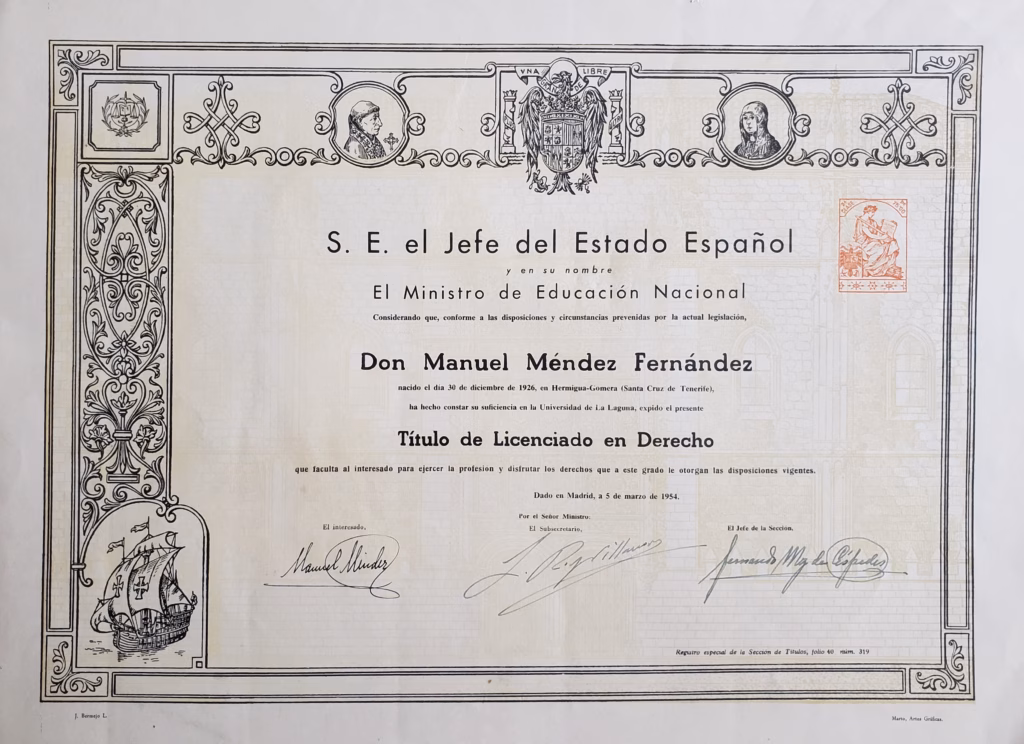 VNA
LIBRE
S. E. el Jefe del Estado Español
y en su nombre
El Ministro de Educación Nacional
Considerando que, conforme a las disposiciones y circunstancias prevenidas por la actual legislación,
Don Manuel Méndez Fernández
nacido el día 30 de diciembre de 1926, en Hermigua-Gomera (Santa Cruz de Tenerife),
ha hecho constar su suficiencia en la Universidad de La Laguna, expido el presente
Título de Licenciado en Derecho
que faculta al interesado para ejercer la profesion y disfrutar los derechos que a este grado le otorgan las disposiciones vigentes.
Dado en Madrid, a 5 de marzo de 1954.
Por el Señor Ministro:
El interesado,
El Subsecretario,
El Jefe de la Sección,
Manuel Méndez
Fernando
Registro especial de la Seccion de Titulos, folio 40 núm. 319
J. Bermejo L.
Artes Gráficas.